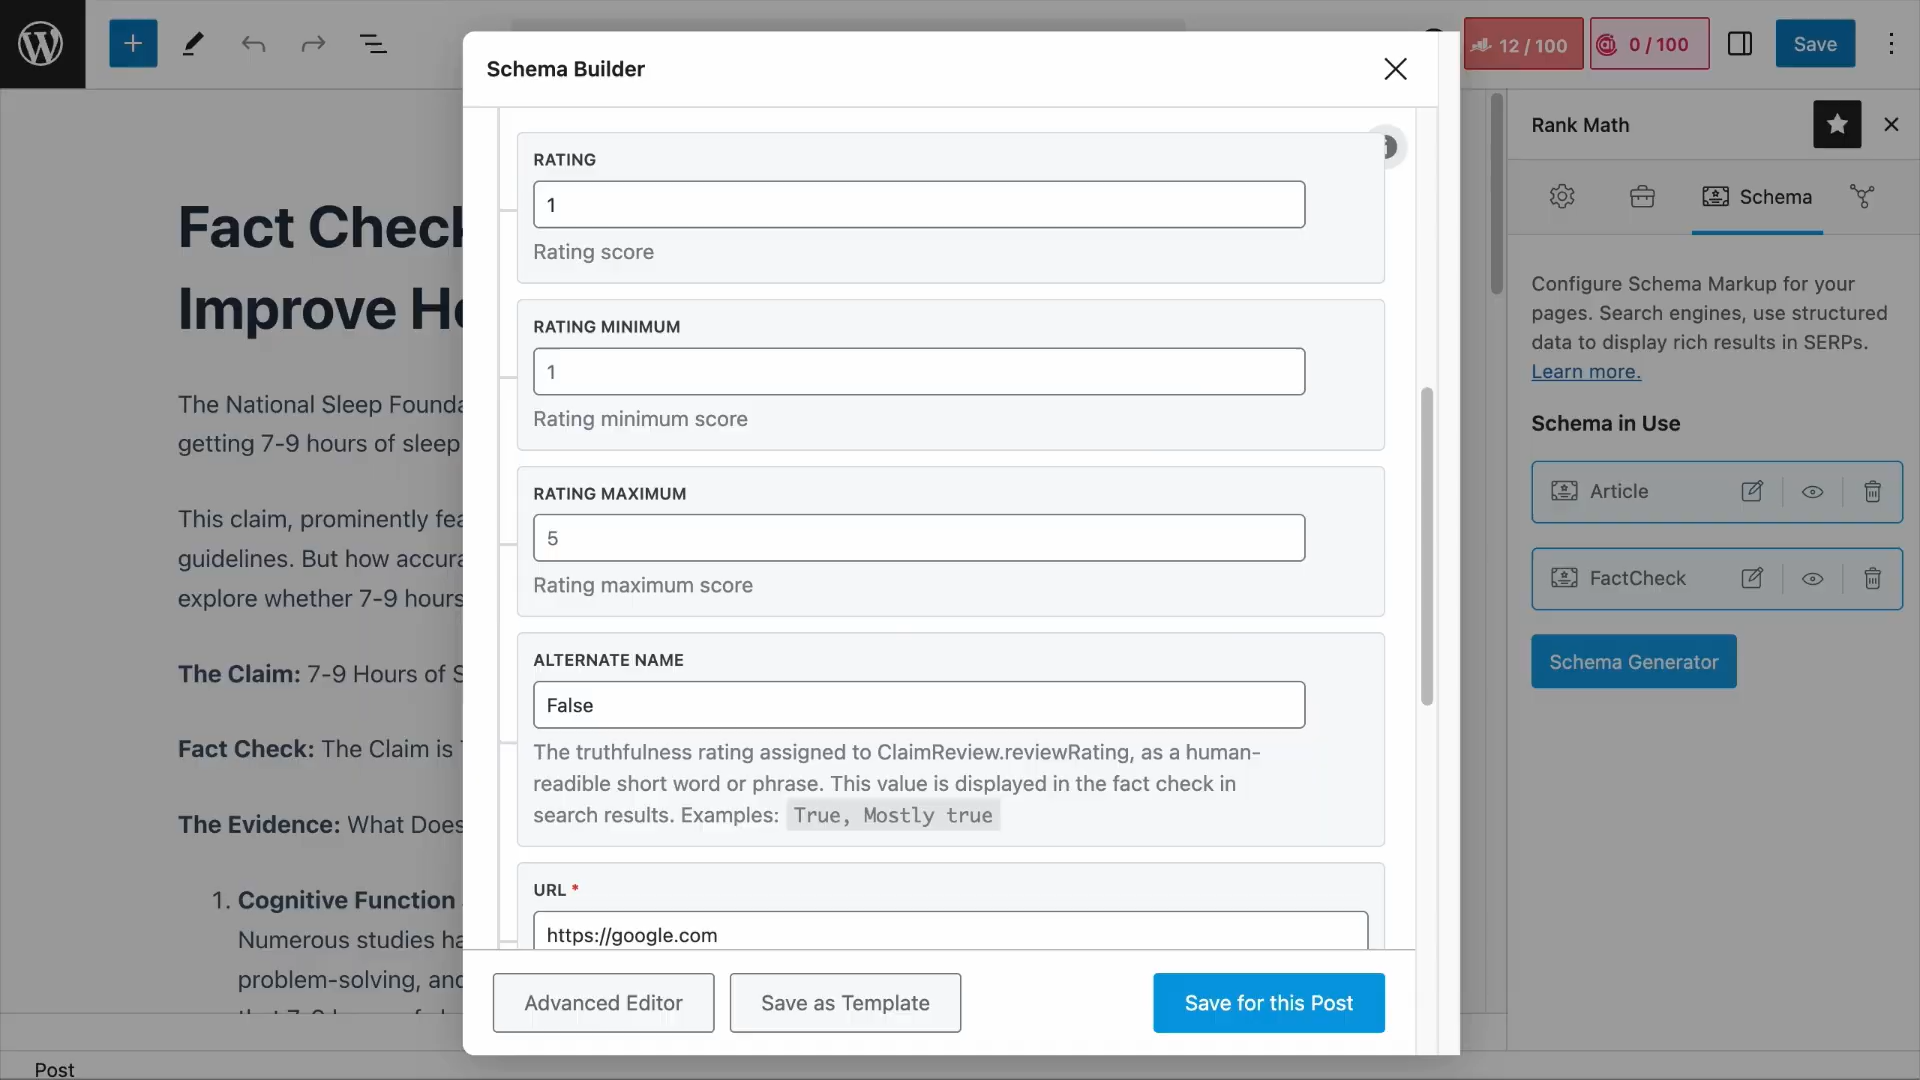 12 / 100
0 / 100
Save
Schema Builder
Rank Math
Schema
Configure Schema Markup for your
pages. Search engines, use structured
data to display rich results in SERPs.
Learn more.
Schema in Use
Article
FactCheck
Schema Generator
Fact Check
Improve He
The National Sleep Founda
getting 7-9 hours of sleep
This claim, prominently fea
guidelines. But how accura
explore whether 7-9 hours
The Claim: 7-9 Hours of S
Fact Check: The Claim is
The Evidence: What Does
1. Cognitive Function
Numerous studies ha
problem-solving, and
RATING
1
Rating score
RATING MINIMUM
1
Rating minimum score
RATING MAXIMUM
5
Rating maximum score
ALTERNATE NAME
False
The truthfulness rating assigned to ClaimReview.reviewRating, as a human-
readible short word or phrase. This value is displayed in the fact check in
search results. Examples: True, Mostly true
URL *
https://google.com
Advanced Editor
Save as Template
Save for this Post
Post